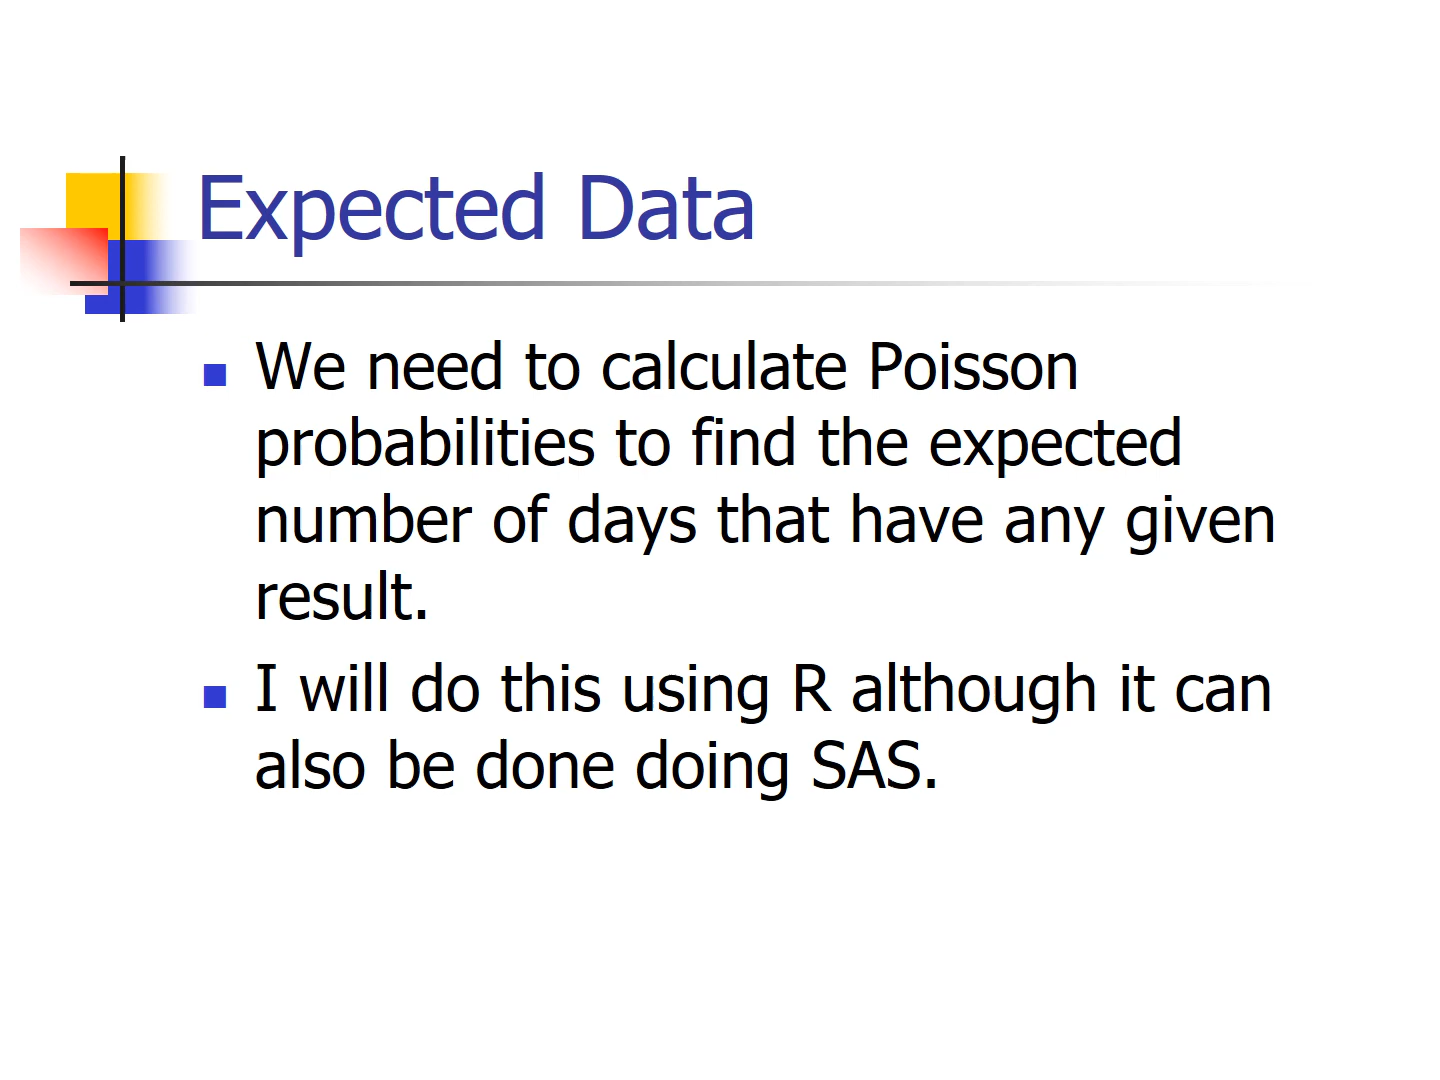 Expected Data
We need to calculate Poisson
probabilities to find the expected
number of days that have any given
result.
I will do this using R although it can
also be done doing SAS.